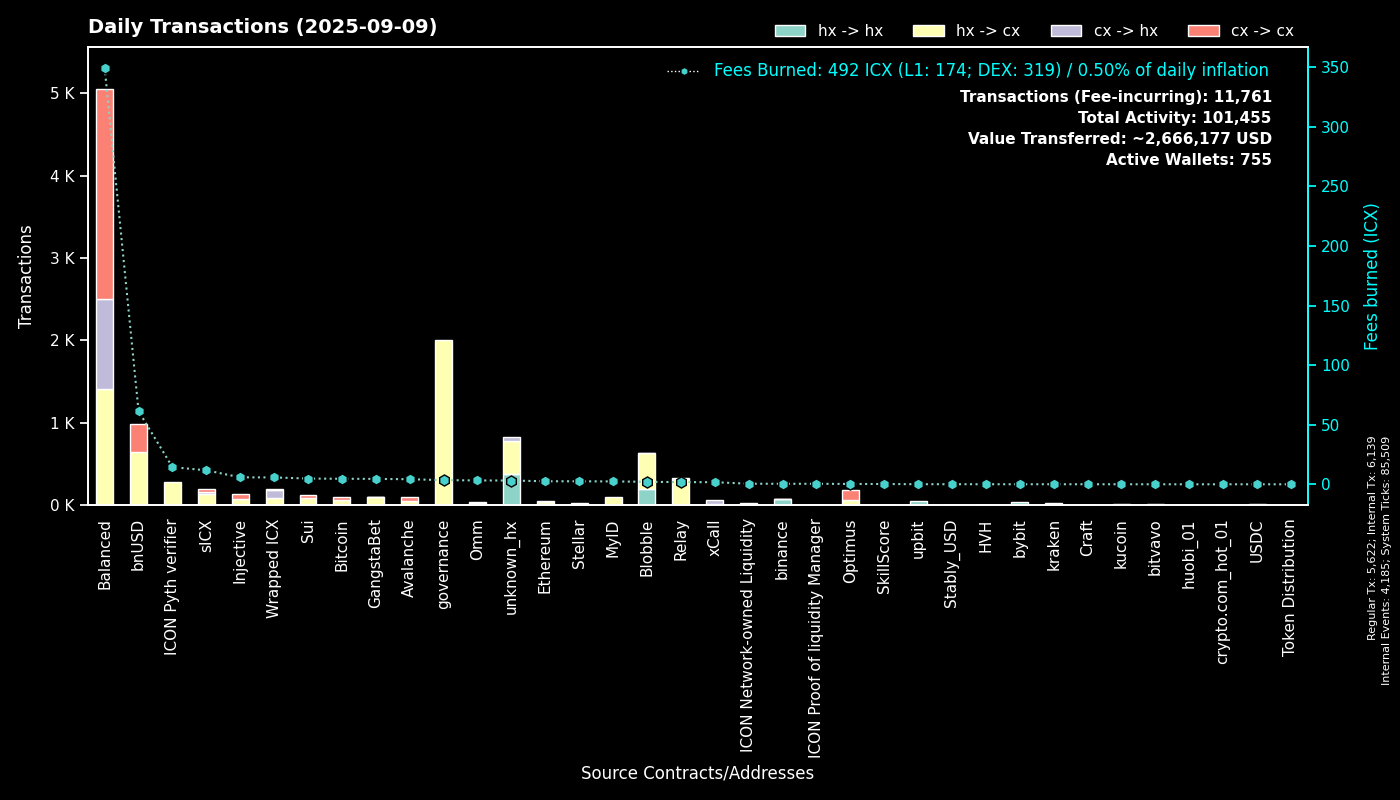 Daily Transactions (2025-09-09)
hx -> hx
hx -> cx
cx -> hx
cx -> cx
Fees Burned: 492 ICX (L1: 174; DEX: 319) / 0.50% of daily inflation
Transactions (Fee-incurring): 11,761
Total Activity: 101,455
Value Transferred: ~2,666,177 USD
Active Wallets: 755
Transactions
5 K
4 K
3 K
2 K
1 K
0 K
350
300
250
200
150
100
50
0
Fees burned (ICX)
Balanced
bnUSD
ICON Pyth verifier
sICX
Injective
Wrapped ICX
Sui
Bitcoin
GangstaBet
Avalanche
governance
Omm
unknown_hx
Ethereum
Stellar
MyID
Blobble
Relay
xCall
ICON Network-owned Liquidity
binance
ICON Proof of liquidity Manager
Optimus
SkillScore
upbit
Stably_USD
HVH
bybit
kraken
Craft
kucoin
bitvavo
huobi_01
crypto.com_hot_01
USDC
Token Distribution
Source Contracts/Addresses
Regular Tx: 5,622; Internal Tx: 6,139
Internal Events: 4,185; System Ticks: 85,509